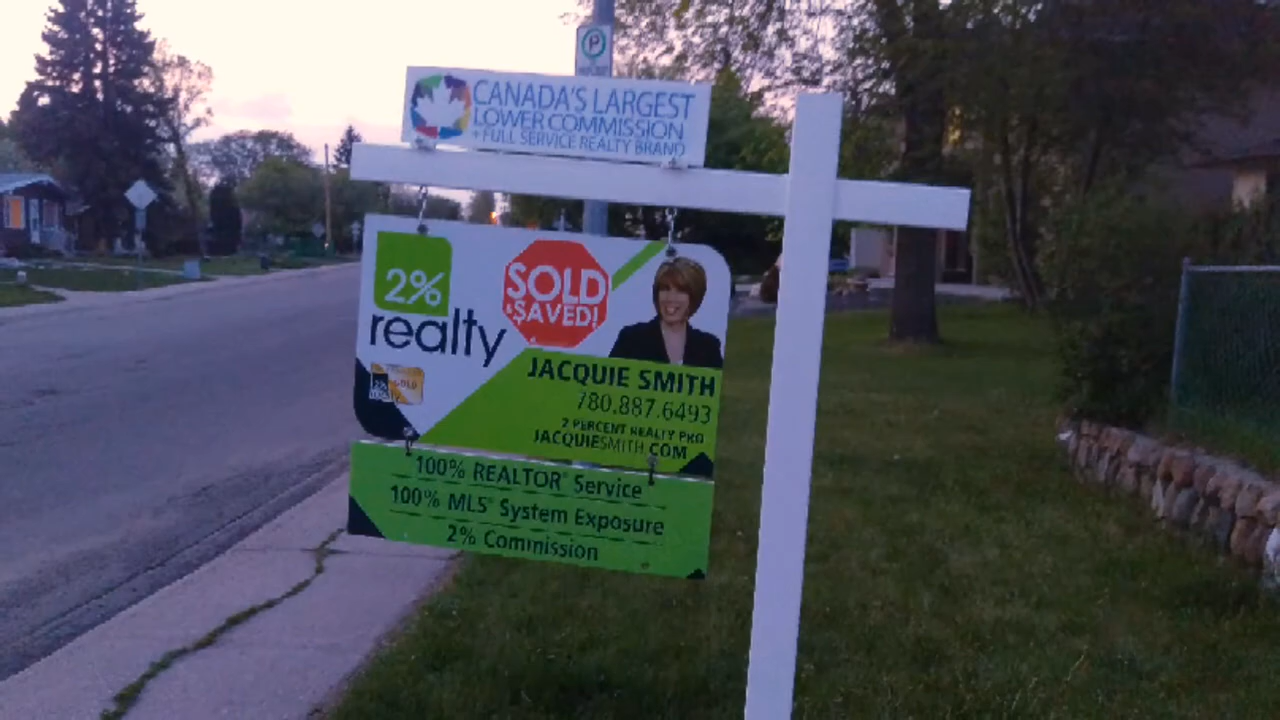 P
CANADA'S LARGEST
LOWER COMMISSION
+ FULL SERVICE REALTY BRAND
2%
realty
SOLD
&SAVED!
GOLD
JACQUIE SMITH
780.887.6493
2 PERCENT REALTY PRO
JACQUIESMITH.COM
100% REALTOR® Service
100% MLS® System Exposure
2% Commission